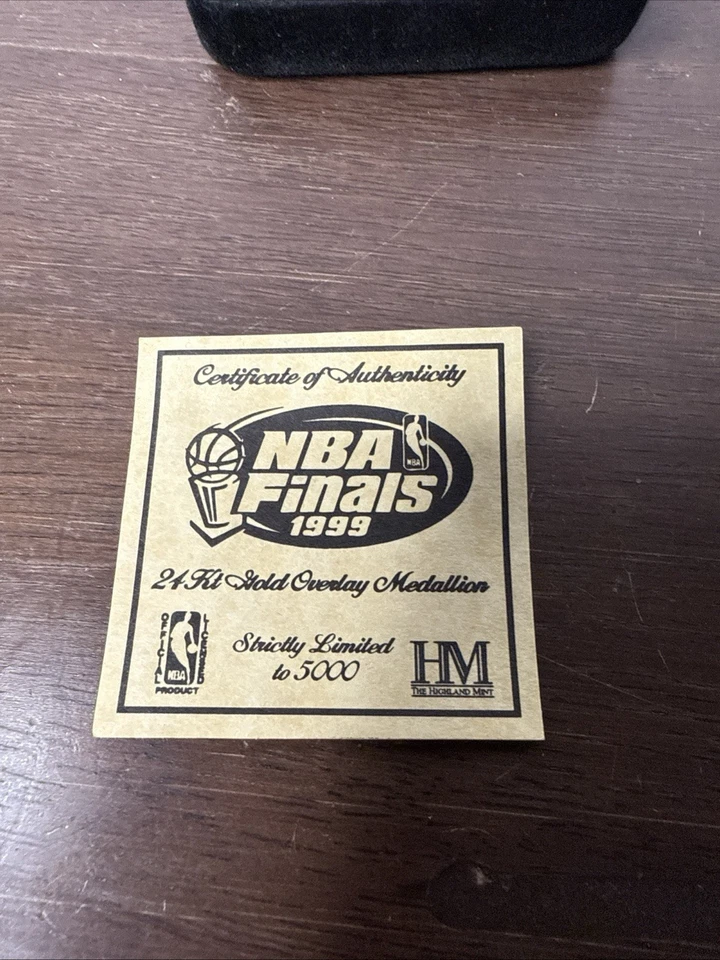 Certificate of Authenticity
NBA
NBA
Finals
1999
24 Kt Gold Overlay Medallion
OFFICIAL LICENSED
NBA
PRODUCT
Strictly Limited
to 5000
HM
THE HIGHLAND MINT